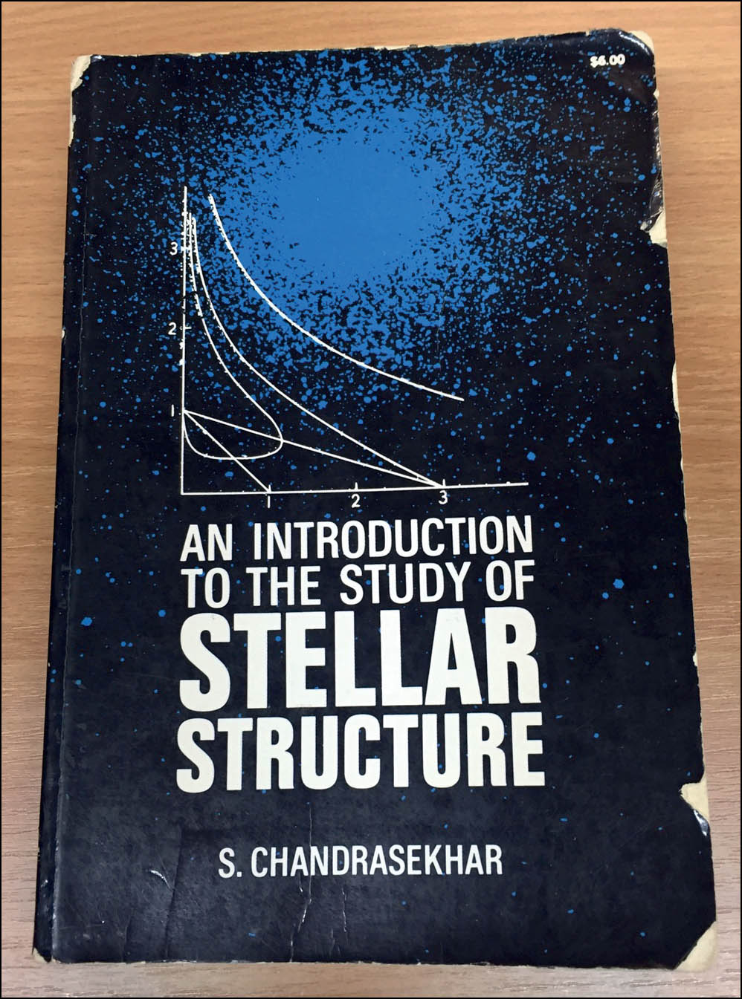 $6.00
3
2
1
1 2 3
AN INTRODUCTION
TO THE STUDY OF
STELLAR
STRUCTURE
S. CHANDRASEKHAR